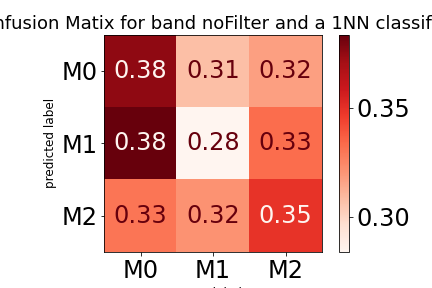 nfusion Matix for band noFilter and a 1NN classif
M0 0.38 0.31 0.32
M1 0.38 0.28 0.33
M2 0.33 0.32 0.35
M0 M1 M2
predicted label
0.35
0.30